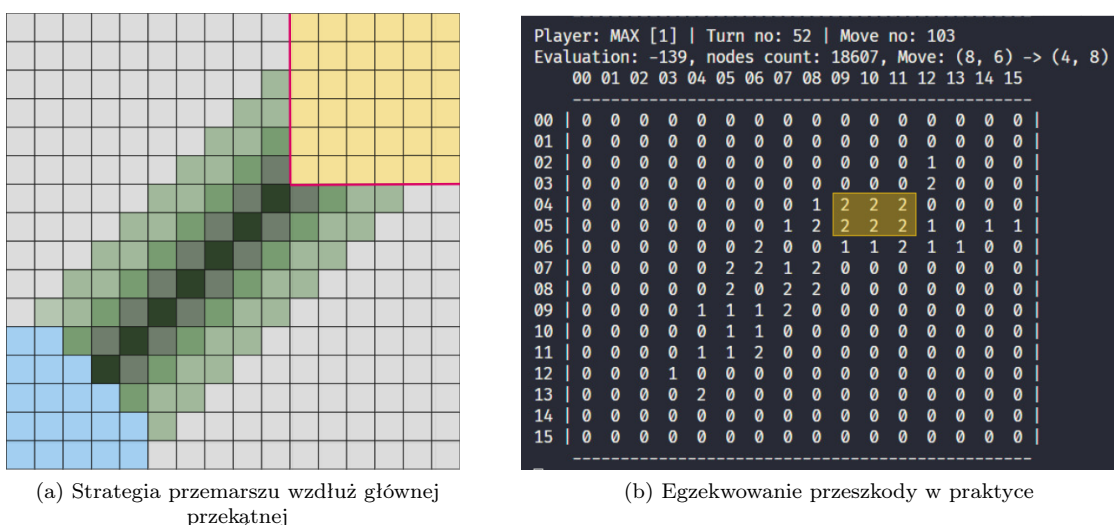 Player: MAX [1] | Turn no: 52 | Move no: 103
Evaluation: -139, nodes count: 18607, Move: (8, 6) -> (4, 8)
00 01 02 03 04 05 06 07 08 09 10 11 12 13 14 15
00 | 0 0 0 0 0 0 0 0 0 0 0 0 0 0 0 0 |
01 | 0 0 0 0 0 0 0 0 0 0 0 0 0 0 0 0 |
02 | 0 0 0 0 0 0 0 0 0 0 0 0 1 0 0 0 |
03 | 0 0 0 0 0 0 0 0 0 0 0 0 2 0 0 0 |
04 | 0 0 0 0 0 0 0 0 1 2 2 2 0 0 0 0 |
05 | 0 0 0 0 0 0 0 1 2 2 2 2 1 0 1 1 |
06 | 0 0 0 0 0 0 2 0 0 1 1 2 1 1 0 0 |
07 | 0 0 0 0 0 2 2 1 2 0 0 0 0 0 0 0 |
08 | 0 0 0 0 0 2 0 2 2 0 0 0 0 0 0 0 |
09 | 0 0 0 0 1 1 1 2 0 0 0 0 0 0 0 0 |
10 | 0 0 0 0 0 1 1 0 0 0 0 0 0 0 0 0 |
11 | 0 0 0 0 1 1 2 0 0 0 0 0 0 0 0 0 |
12 | 0 0 0 1 0 0 0 0 0 0 0 0 0 0 0 0 |
13 | 0 0 0 0 2 0 0 0 0 0 0 0 0 0 0 0 |
14 | 0 0 0 0 0 0 0 0 0 0 0 0 0 0 0 0 |
15 | 0 0 0 0 0 0 0 0 0 0 0 0 0 0 0 0 |
(a) Strategia przemarszu wzdłuż głównej
przekątnej
(b) Egzekwowanie przeszkody w praktyce